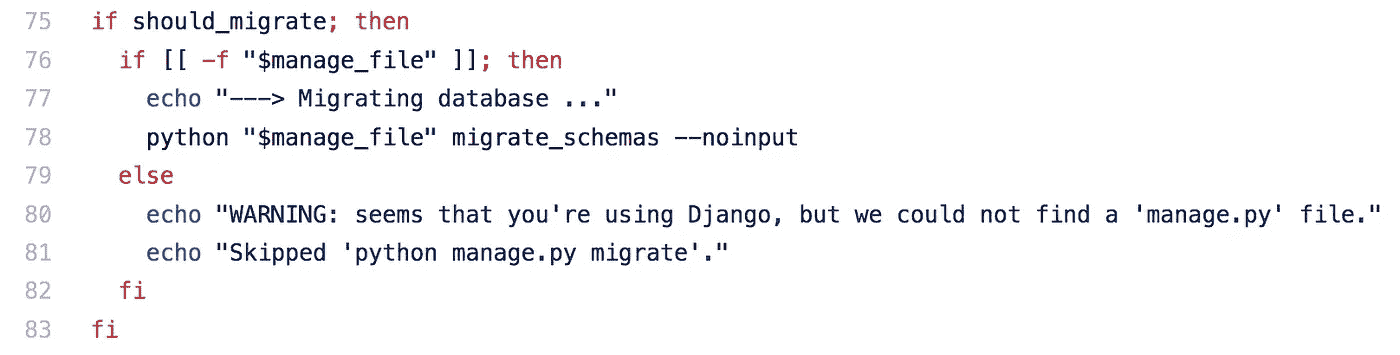 75 if should_migrate; then
76 if [[ -f "$manage_file" ]]; then
77 echo "---> Migrating database ..."
78 python "$manage_file" migrate_schemas --noinput
79 else
80 echo "WARNING: seems that you're using Django, but we could not find a 'manage.py' file."
81 echo "Skipped 'python manage.py migrate'."
82 fi
83 fi